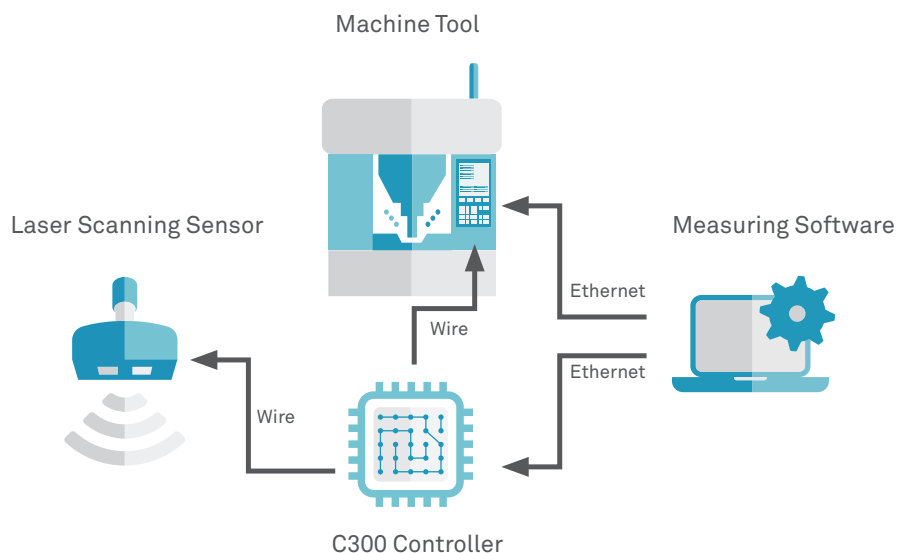 Machine Tool
Laser Scanning Sensor
Measuring Software
Ethernet
Wire
Ethernet
Wire
C300 Controller